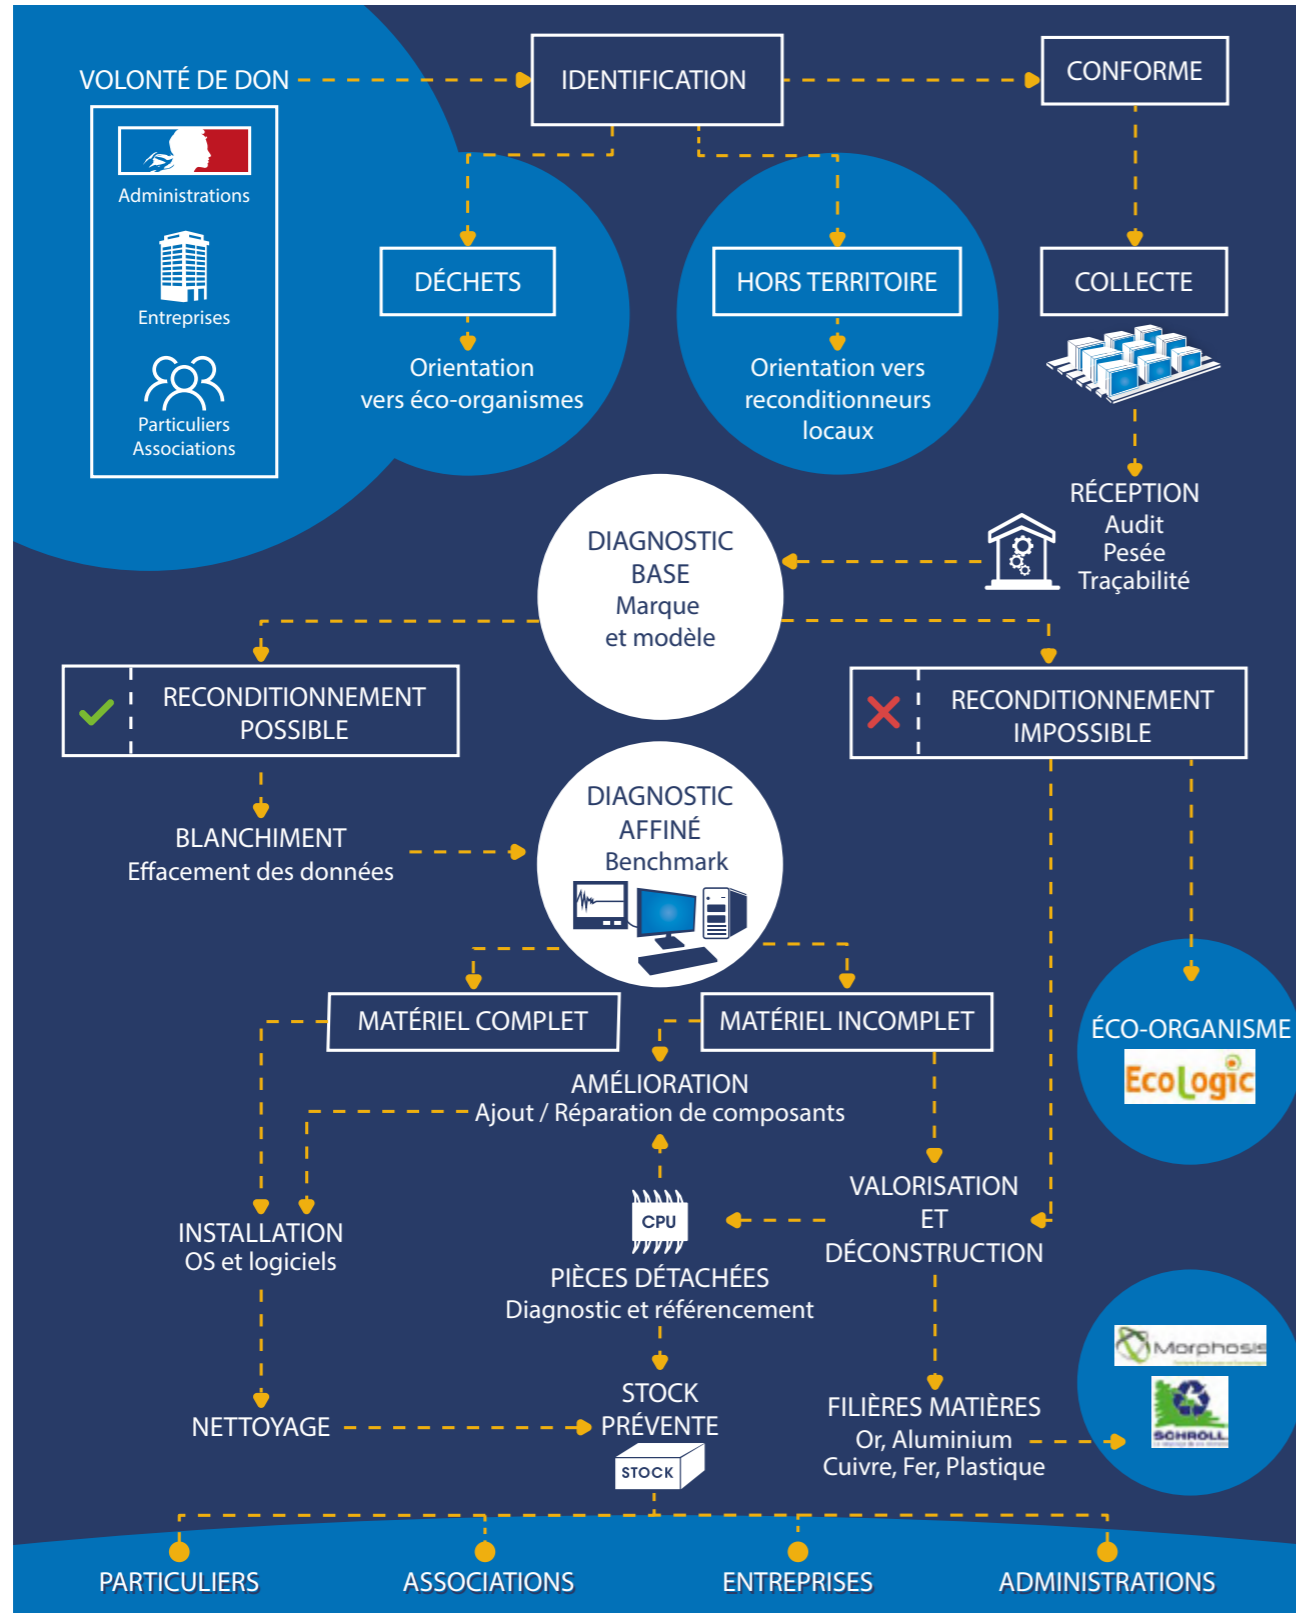 VOLONTÉ DE DON
IDENTIFICATION
CONFORME
Administrations
Entreprises
Particuliers
Associations
DÉCHETS
Orientation
vers éco-organismes
HORS TERRITOIRE
Orientation vers
reconditionneurs
locaux
COLLECTE
RÉCEPTION
Audit
Pesée
Traçabilité
DIAGNOSTIC
BASE
Marque
et modèle
RECONDITIONNEMENT
POSSIBLE
RECONDITIONNEMENT
IMPOSSIBLE
BLANCHIMENT
Effacement des données
DIAGNOSTIC
AFFINÉ
Benchmark
MATÉRIEL COMPLET
MATÉRIEL INCOMPLET
ÉCO-ORGANISME
EcoLogic
AMÉLIORATION
Ajout / Réparation de composants
VALORISATION
ET
DÉCONSTRUCTION
CPU
INSTALLATION
OS et logiciels
PIÈCES DÉTACHÉES
Diagnostic et référencement
Morphosis
SCHROLL
NETTOYAGE
STOCK
PRÉVENTE
STOCK
FILIÈRES MATIÈRES
Or, Aluminium
Cuivre, Fer, Plastique
PARTICULIERS
ASSOCIATIONS
ENTREPRISES
ADMINISTRATIONS